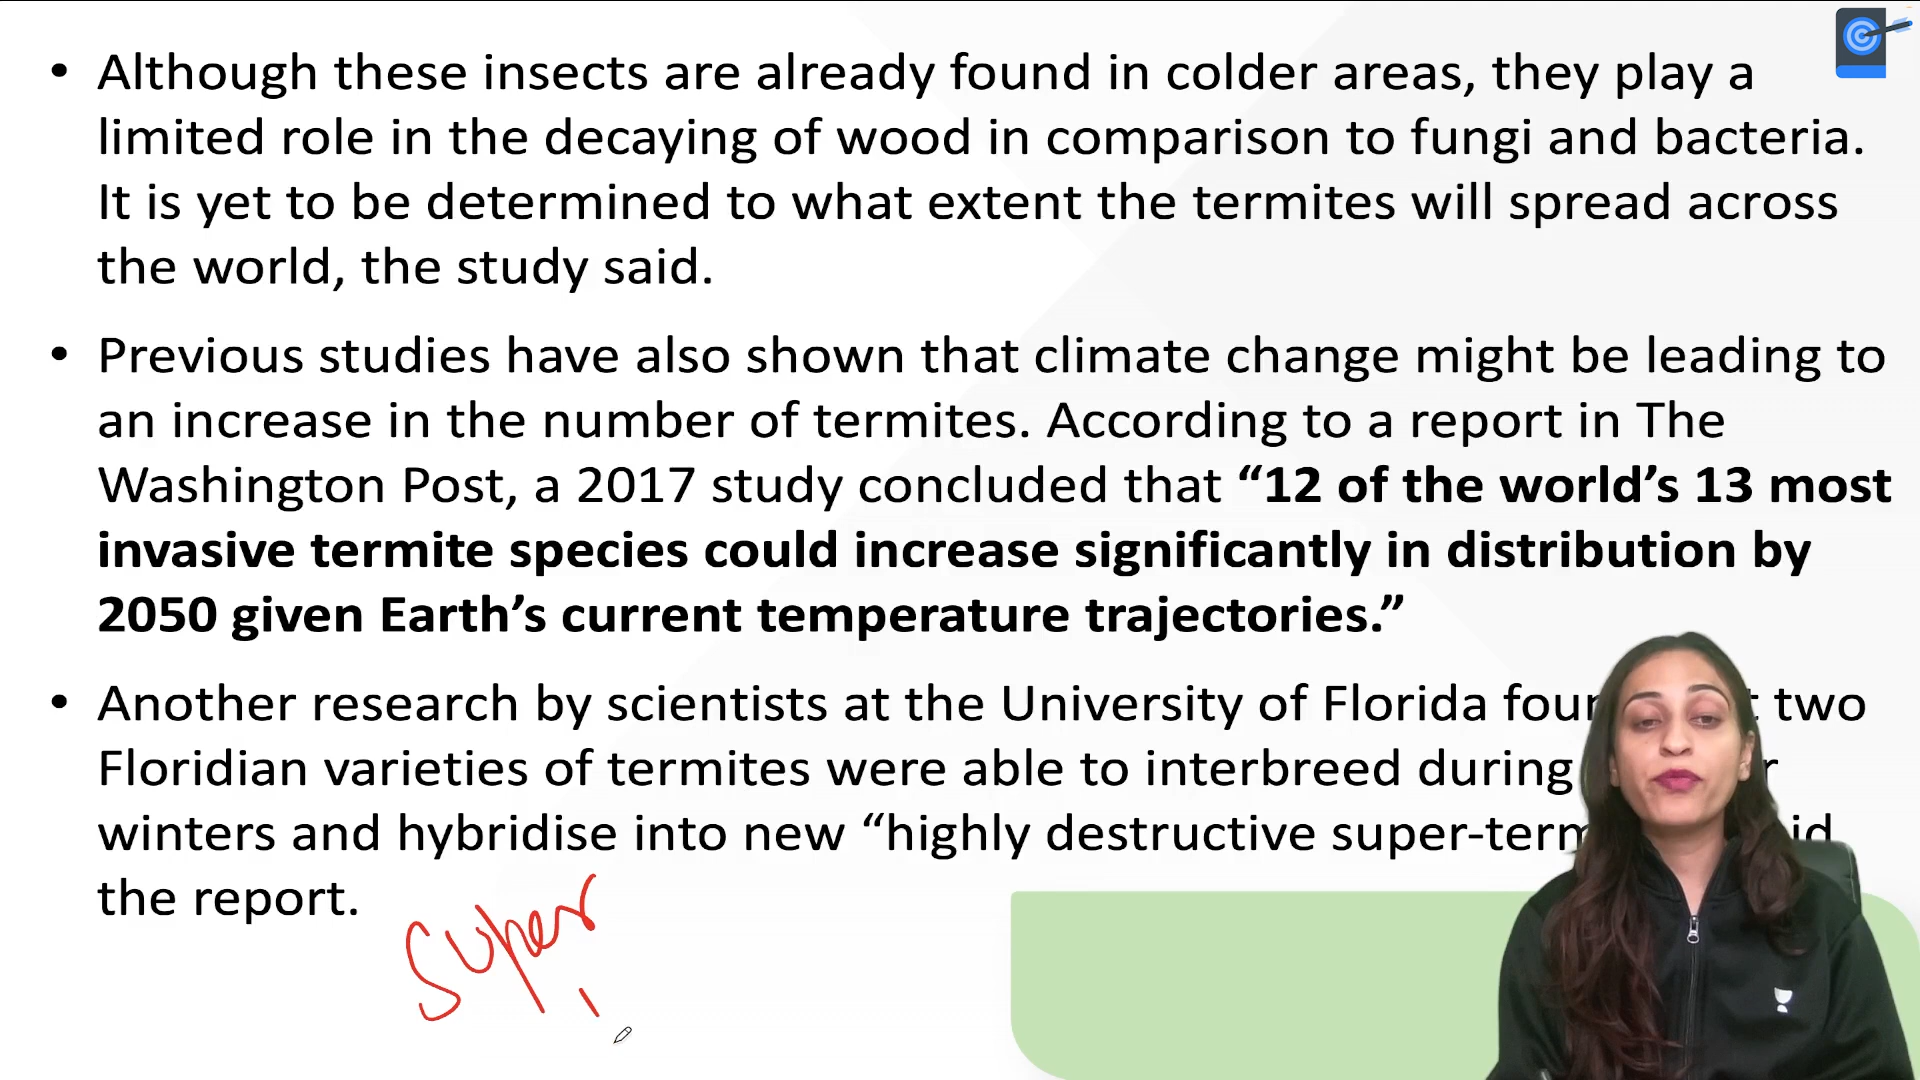 • Although these insects are already found in colder areas, they play a
limited role in the decaying of wood in comparison to fungi and bacteria.
It is yet to be determined to what extent the termites will spread across
the world, the study said.
• Previous studies have also shown that climate change might be leading to
an increase in the number of termites. According to a report in The
Washington Post, a 2017 study concluded that “12 of the world’s 13 most
invasive termite species could increase significantly in distribution by
2050 given Earth’s current temperature trajectories.”
• Another research by scientists at the University of Florida two
Floridian varieties of termites were able to interbreed during
winters and hybridise into new “highly destructive
the report.
Super